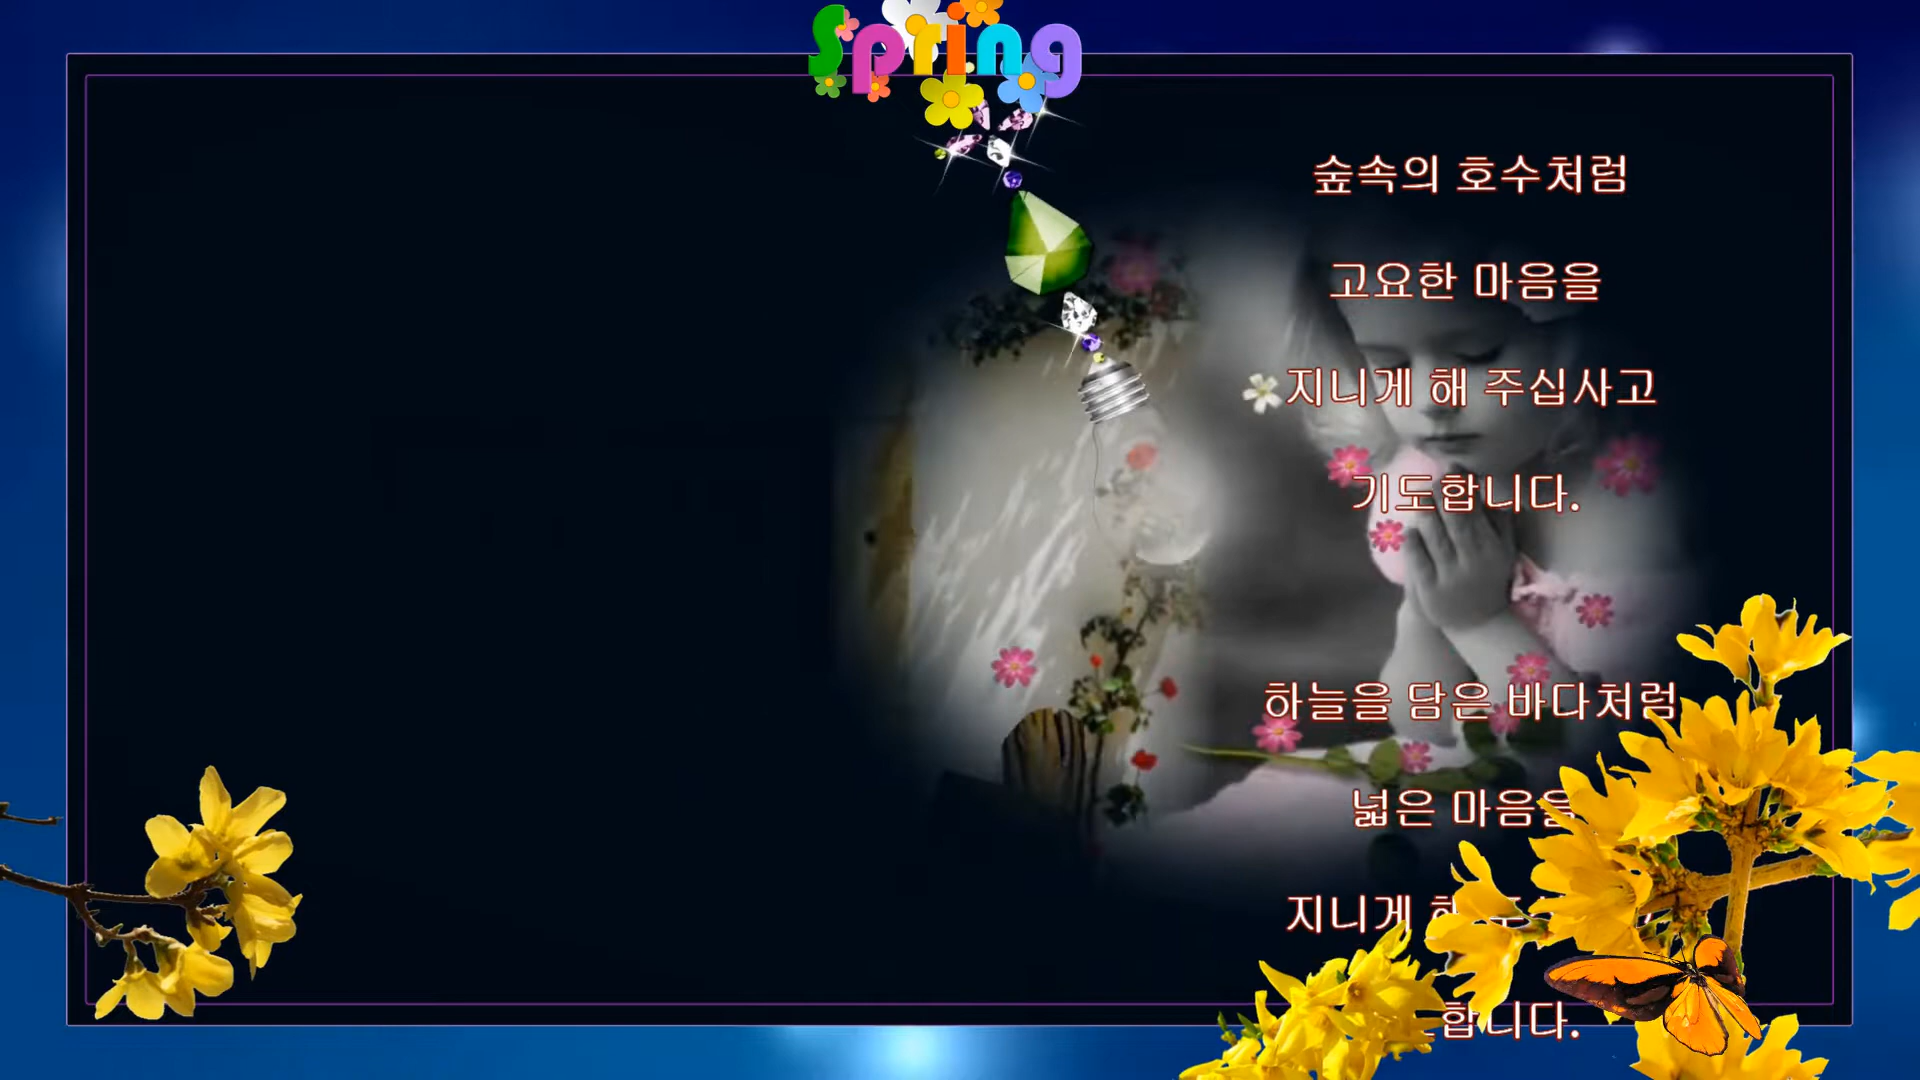 Spring
숲속의 호수처럼
고요한 마음을
지니게 해 주십사고
기도합니다.
하늘을 담은 바다처럼
넓은 마음을
지니게 해
합니다.